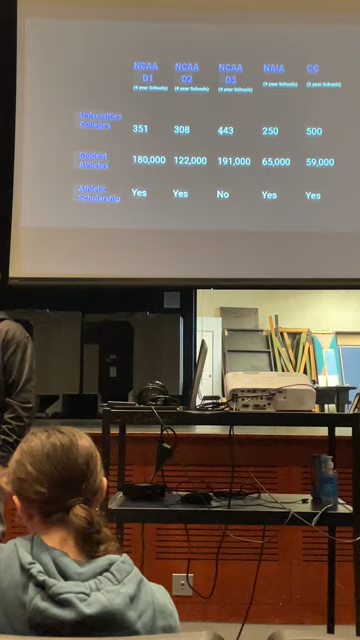 NCAA D1 NCAA D2 NCAA D3 NAIA CC
(4 year Schools) (4 year Schools) (4 year Schools) (4 year Schools) (2 year Schools)
Universities Colleges 351 308 443 250 500
Student Athletes 180,000 122,000 191,000 65,000 59,000
Athletic Scholarship Yes Yes No Yes Yes